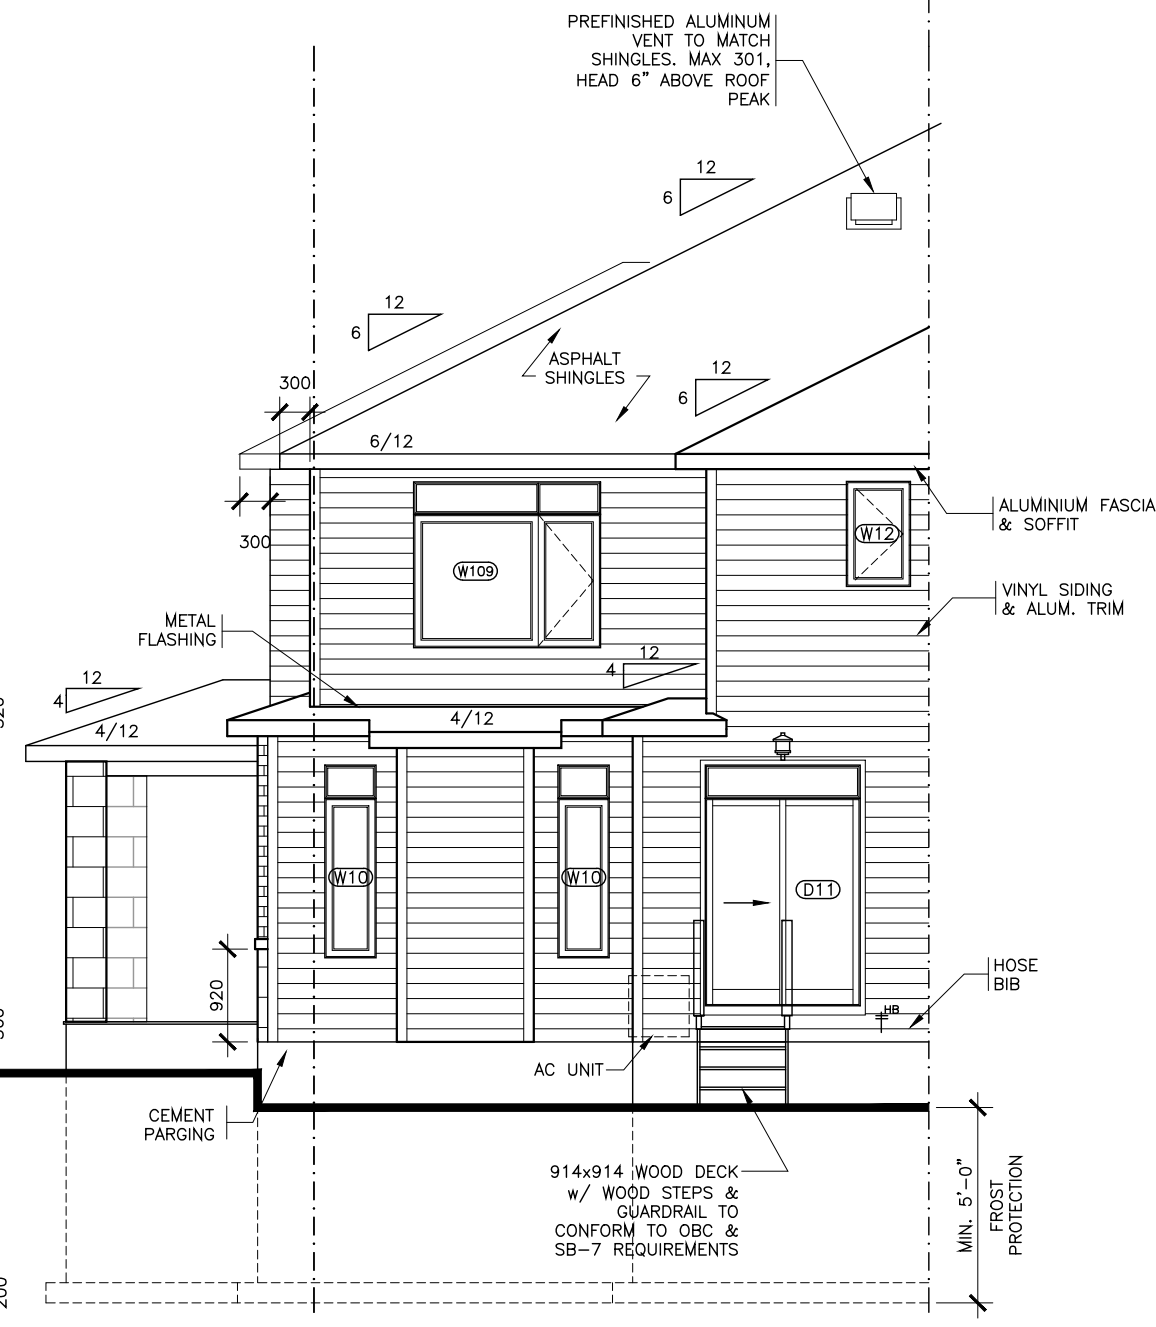 PREFINISHED ALUMINUM
VENT TO MATCH
SHINGLES. MAX 301,
HEAD 6" ABOVE ROOF
PEAK
12
6
12
6
ASPHALT
SHINGLES
12
6
300
6/12
300
W109
W12
ALUMINIUM FASCIA
& SOFFIT
VINYL SIDING
& ALUM. TRIM
METAL
FLASHING
12
4
12
4
4/12
4/12
W10
W10
D11
920
HOSE
BIB
HB
AC UNIT
CEMENT
PARGING
914x914 WOOD DECK
w/ WOOD STEPS &
GUARDRAIL TO
CONFORM TO OBC &
SB-7 REQUIREMENTS
MIN. 5'-0"
FROST
PROTECTION